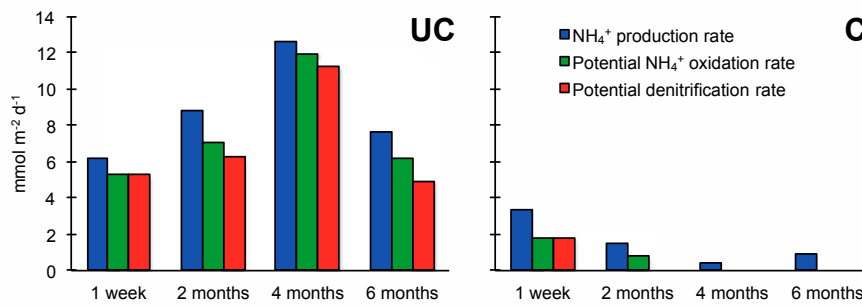 14
12
10
8
6
4
2
0
mmol m⁻² d⁻¹
UC
1 week
2 months
4 months
6 months
C
NH₄⁺ production rate
Potential NH₄⁺ oxidation rate
Potential denitrification rate
1 week
2 months
4 months
6 months